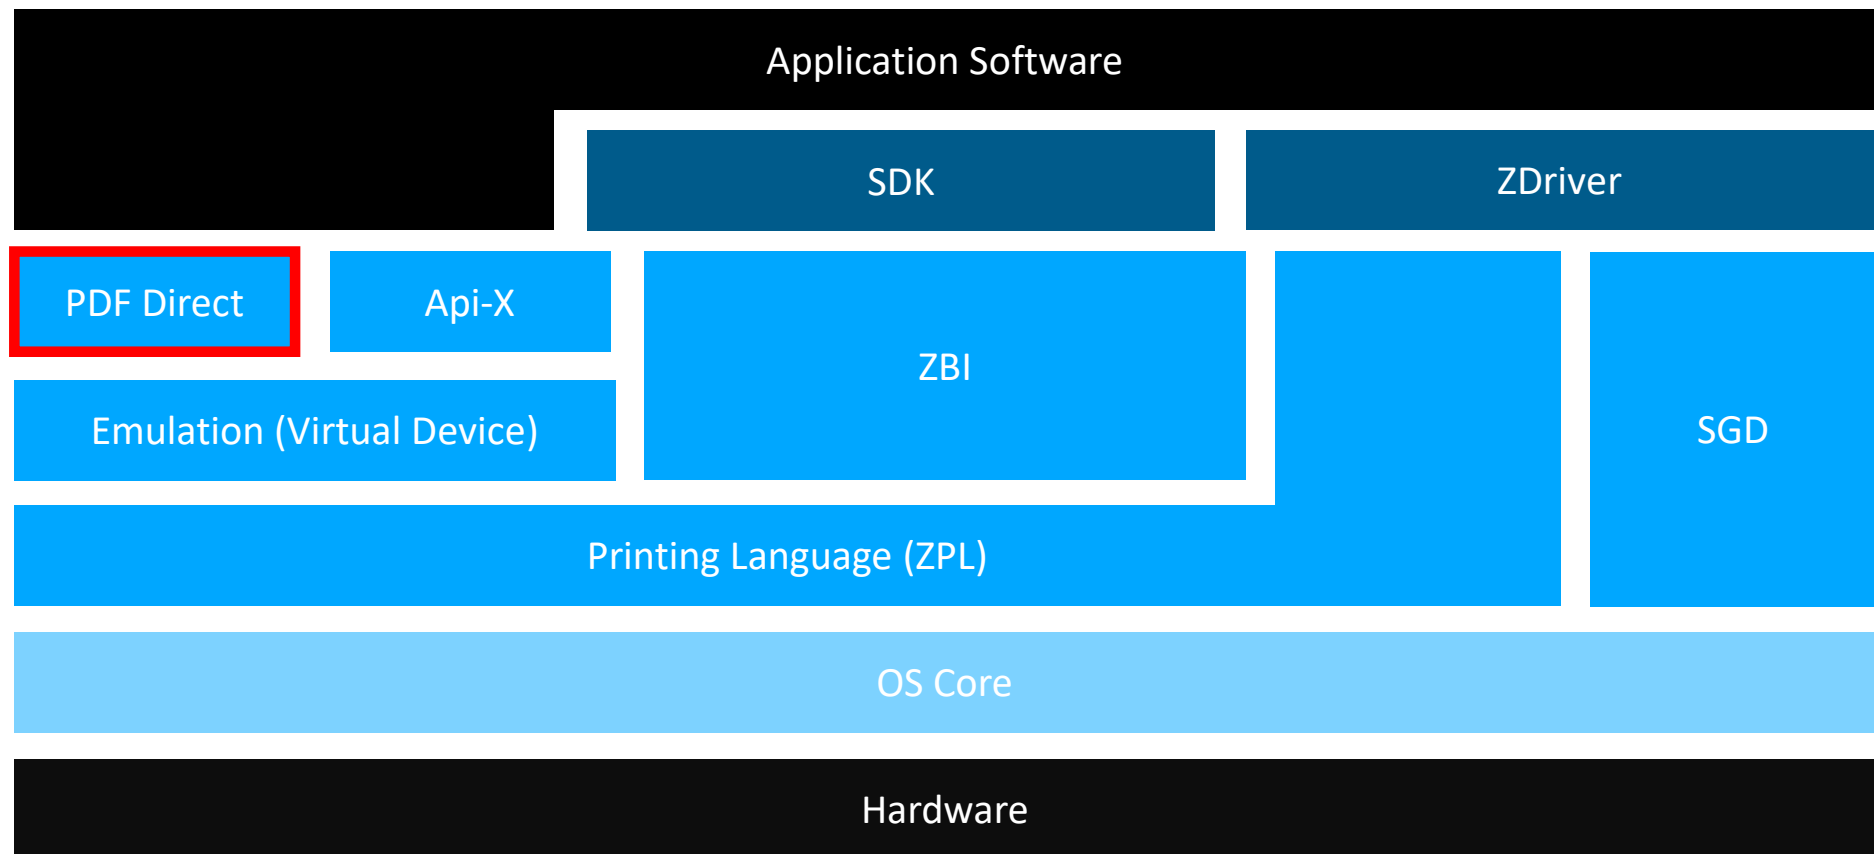 Application Software
SDK
ZDriver
PDF Direct
Api-X
ZBI
Emulation (Virtual Device)
SGD
Printing Language (ZPL)
OS Core
Hardware